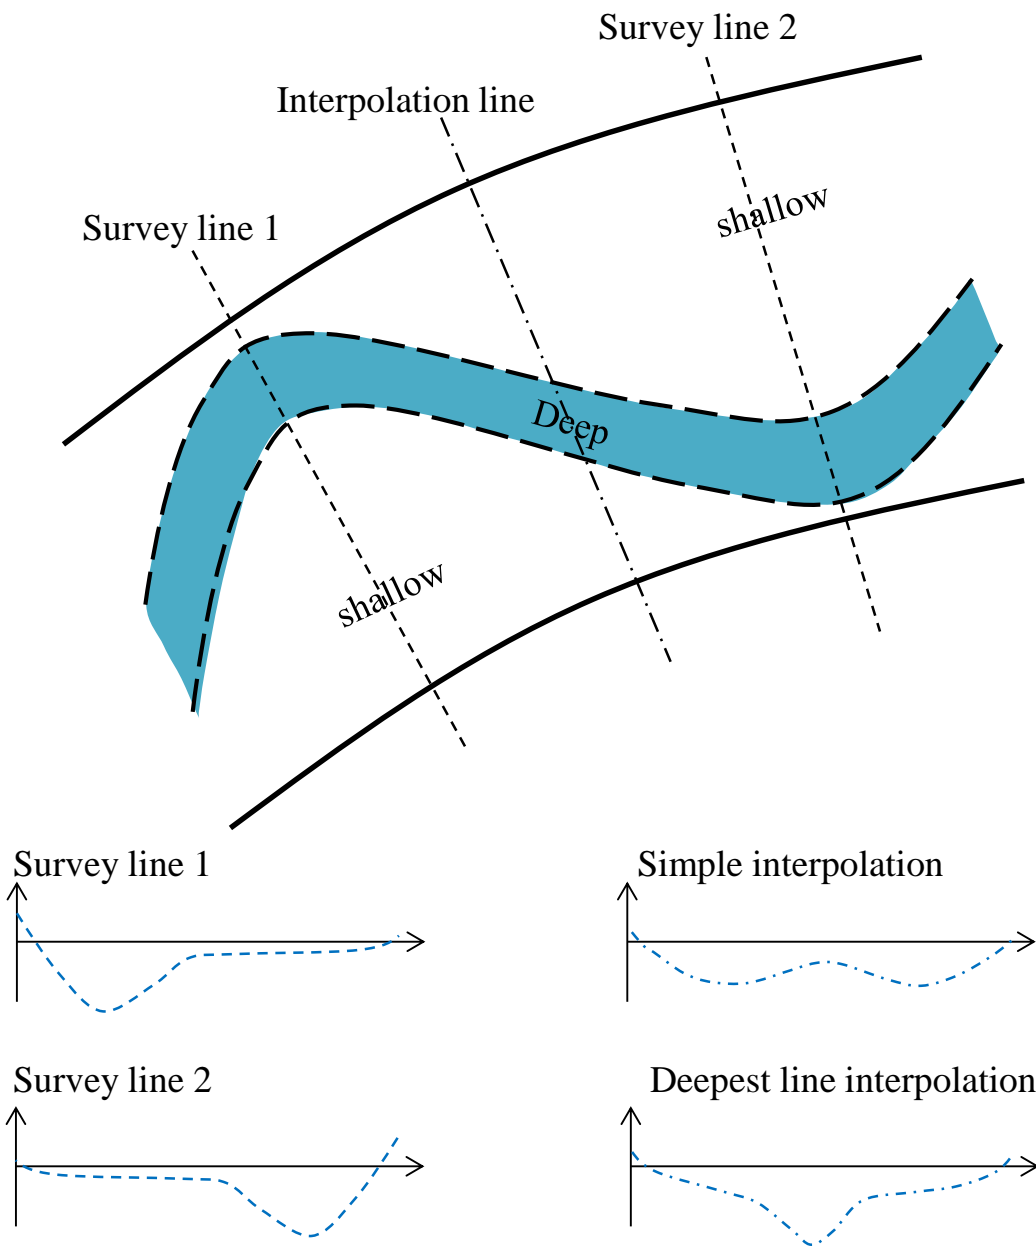 Survey line 2
Interpolation line
shallow
Survey line 1
Deep
shallow
Survey line 1
Simple interpolation
Survey line 2
Deepest line interpolation